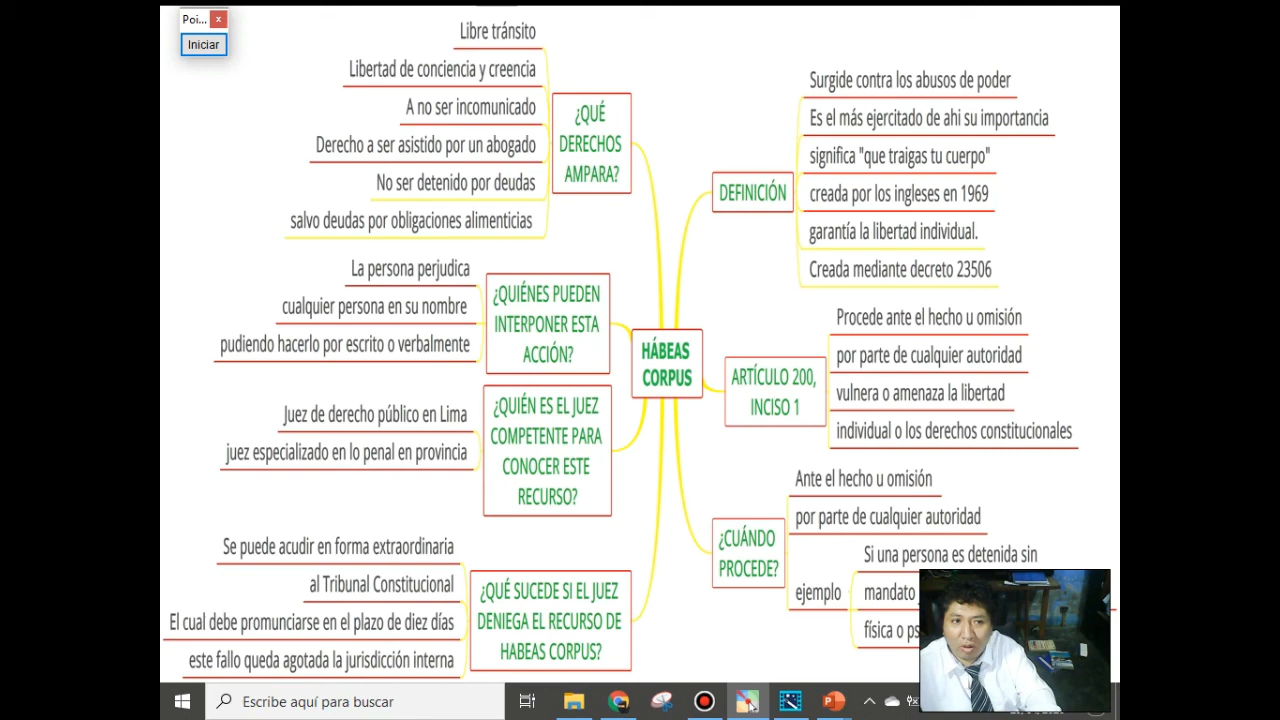 Poi...
Iniciar
Libre tránsito
Libertad de conciencia y creencia
A no ser incomunicado
Derecho a ser asistido por un abogado
No ser detenido por deudas
salvo deudas por obligaciones alimenticias
¿QUÉ
DERECHOS
AMPARA?
La persona perjudica
cualquier persona en su nombre
pudiendo hacerlo por escrito o verbalmente
¿QUIÉNES PUEDEN
INTERPONER ESTA
ACCIÓN?
Juez de derecho público en Lima
juez especializado en lo penal en provincia
¿QUIÉN ES EL JUEZ
COMPETENTE PARA
CONOCER ESTE
RECURSO?
Se puede acudir en forma extraordinaria
al Tribunal Constitucional
El cual debe promunciarse en el plazo de diez días
este fallo queda agotada la jurisdicción interna
¿QUÉ SUCEDE SI EL JUEZ
DENIEGA EL RECURSO DE
HABEAS CORPUS?
HÁBEAS
CORPUS
DEFINICIÓN
Surgide contra los abusos de poder
Es el más ejercitado de ahi su importancia
significa "que traigas tu cuerpo"
creada por los ingleses en 1969
garantía la libertad individual.
Creada mediante decreto 23506
ARTÍCULO 200,
INCISO 1
Procede ante el hecho u omisión
por parte de cualquier autoridad
vulnera o amenaza la libertad
individual o los derechos constitucionales
¿CUÁNDO
PROCEDE?
Ante el hecho u omisión
por parte de cualquier autoridad
ejemplo
Si una persona es detenida sin
mandato
física o
Escribe aquí para buscar